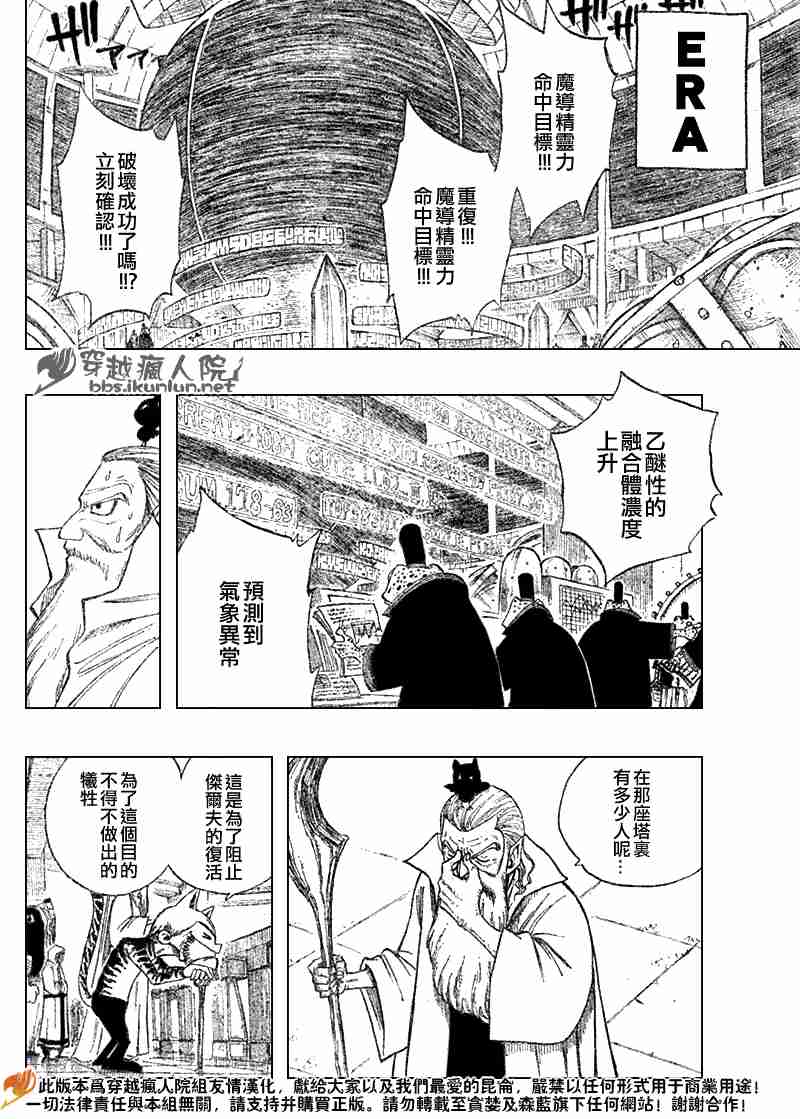 ERA
魔導精靈力
命中目標!!!
重復!!!
魔導精靈力
命中目標!!!
破壞成功了嗎!!?
立刻確認!!!
穿越瘋人院
bbs.ikunlun.net
乙醚性的
融合體濃度
上升
預測到
氣象異常
在那座塔裏
有多少人呢…
這是為了阻止
傑爾夫的復活
為了這個目的
不得不做出的
犧牲
此版本爲穿越瘋人院組友情漢化，獻給大家以及我們最愛的昆侖，嚴禁以任何形式用于商業用途！
一切法律責任與本組無關，請支持并購買正版。請勿轉載至貪婪及森藍旗下任何網站！謝謝合作！